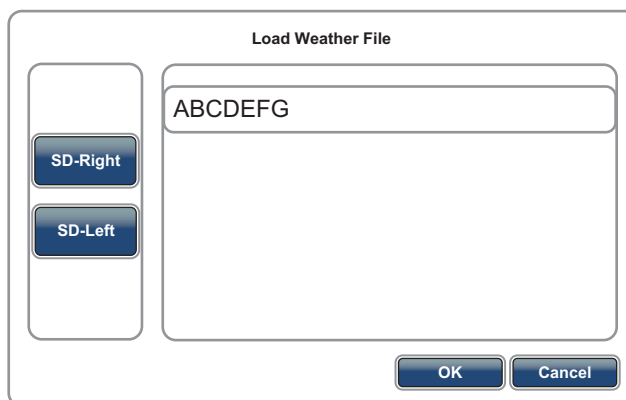 Load Weather File
ABCDEFG
SD-Right
SD-Left
OK
Cancel